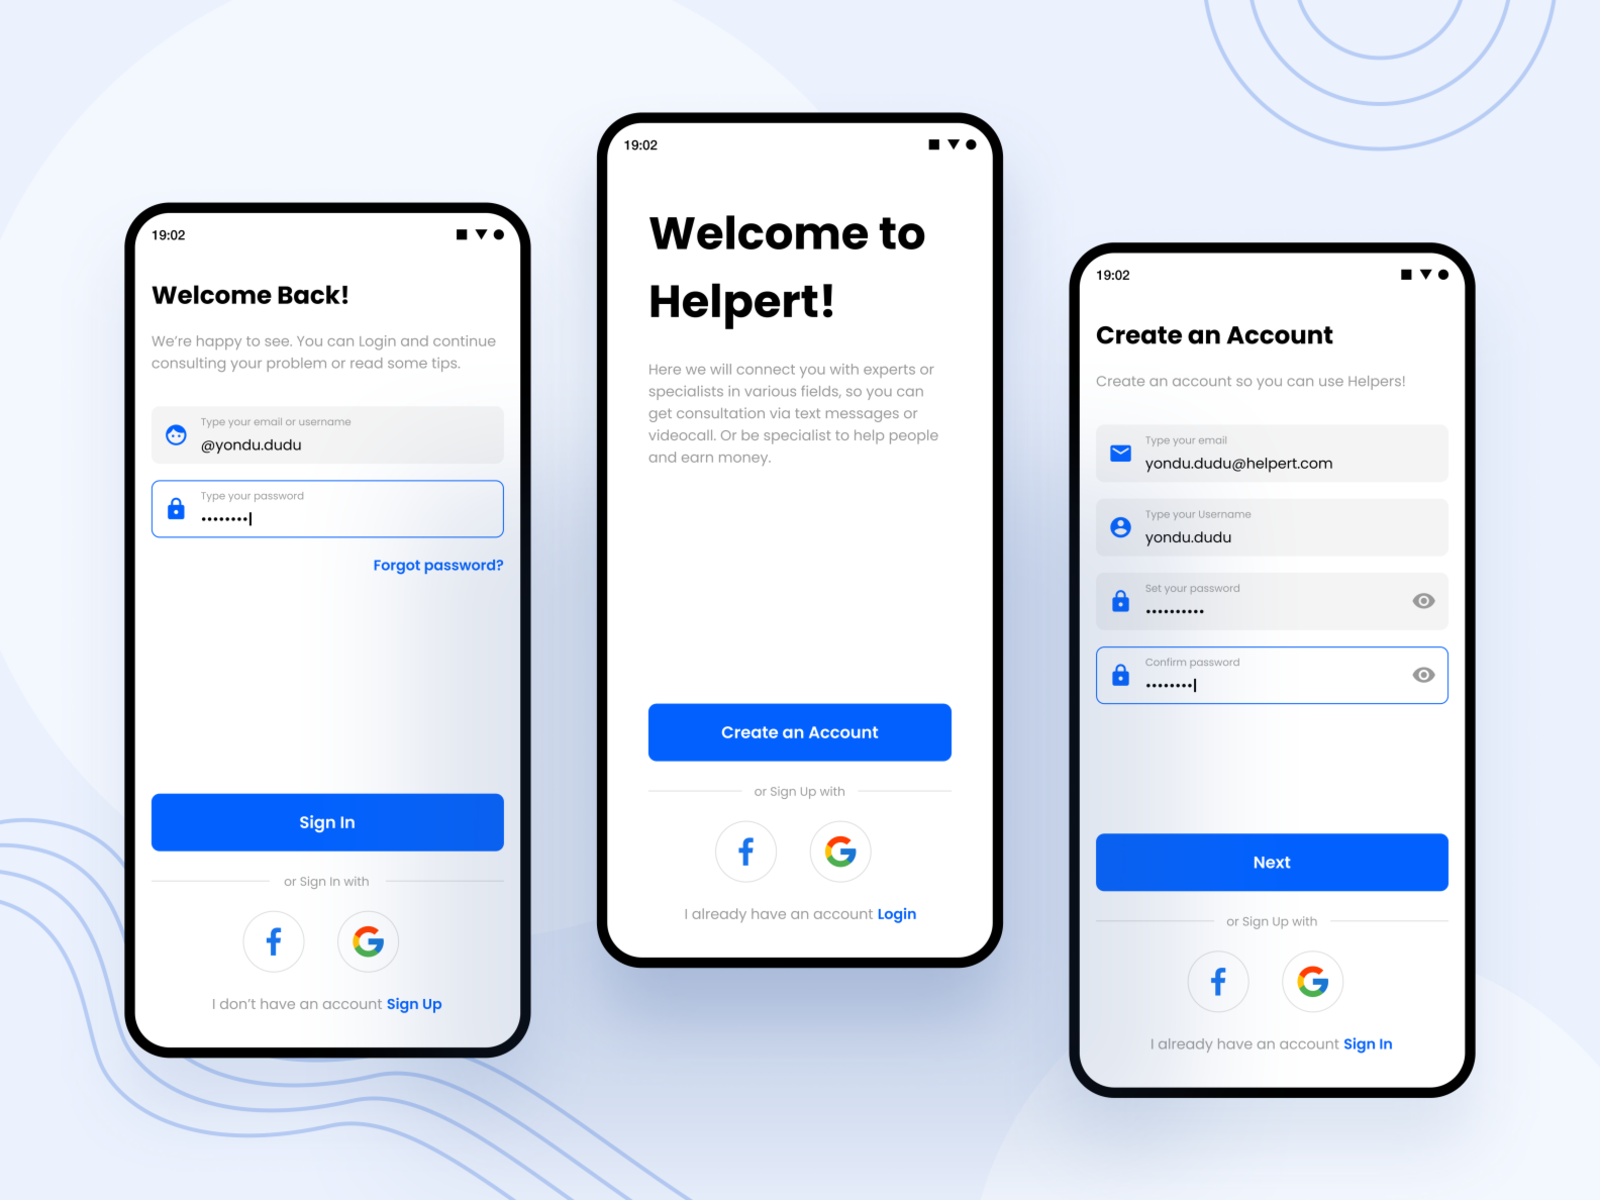 19:02
Welcome Back!
We're happy to see. You can Login and continue
consulting your problem or read some tips.
Type your email or username
@yondu.dudu
Type your password
••••••••|
Forgot password?
Sign In
or Sign In with
f G
I don't have an account Sign Up
19:02
Welcome to
Helpert!
Here we will connect you with experts or
specialists in various fields, so you can
get consultation via text messages or
videocall. Or be specialist to help people
and earn money.
Create an Account
or Sign Up with
f G
I already have an account Login
19:02
Create an Account
Create an account so you can use Helpers!
Type your email
yondu.dudu@helpert.com
Type your Username
yondu.dudu
Set your password
••••••••••
Confirm password
••••••••|
Next
or Sign Up with
f G
I already have an account Sign In